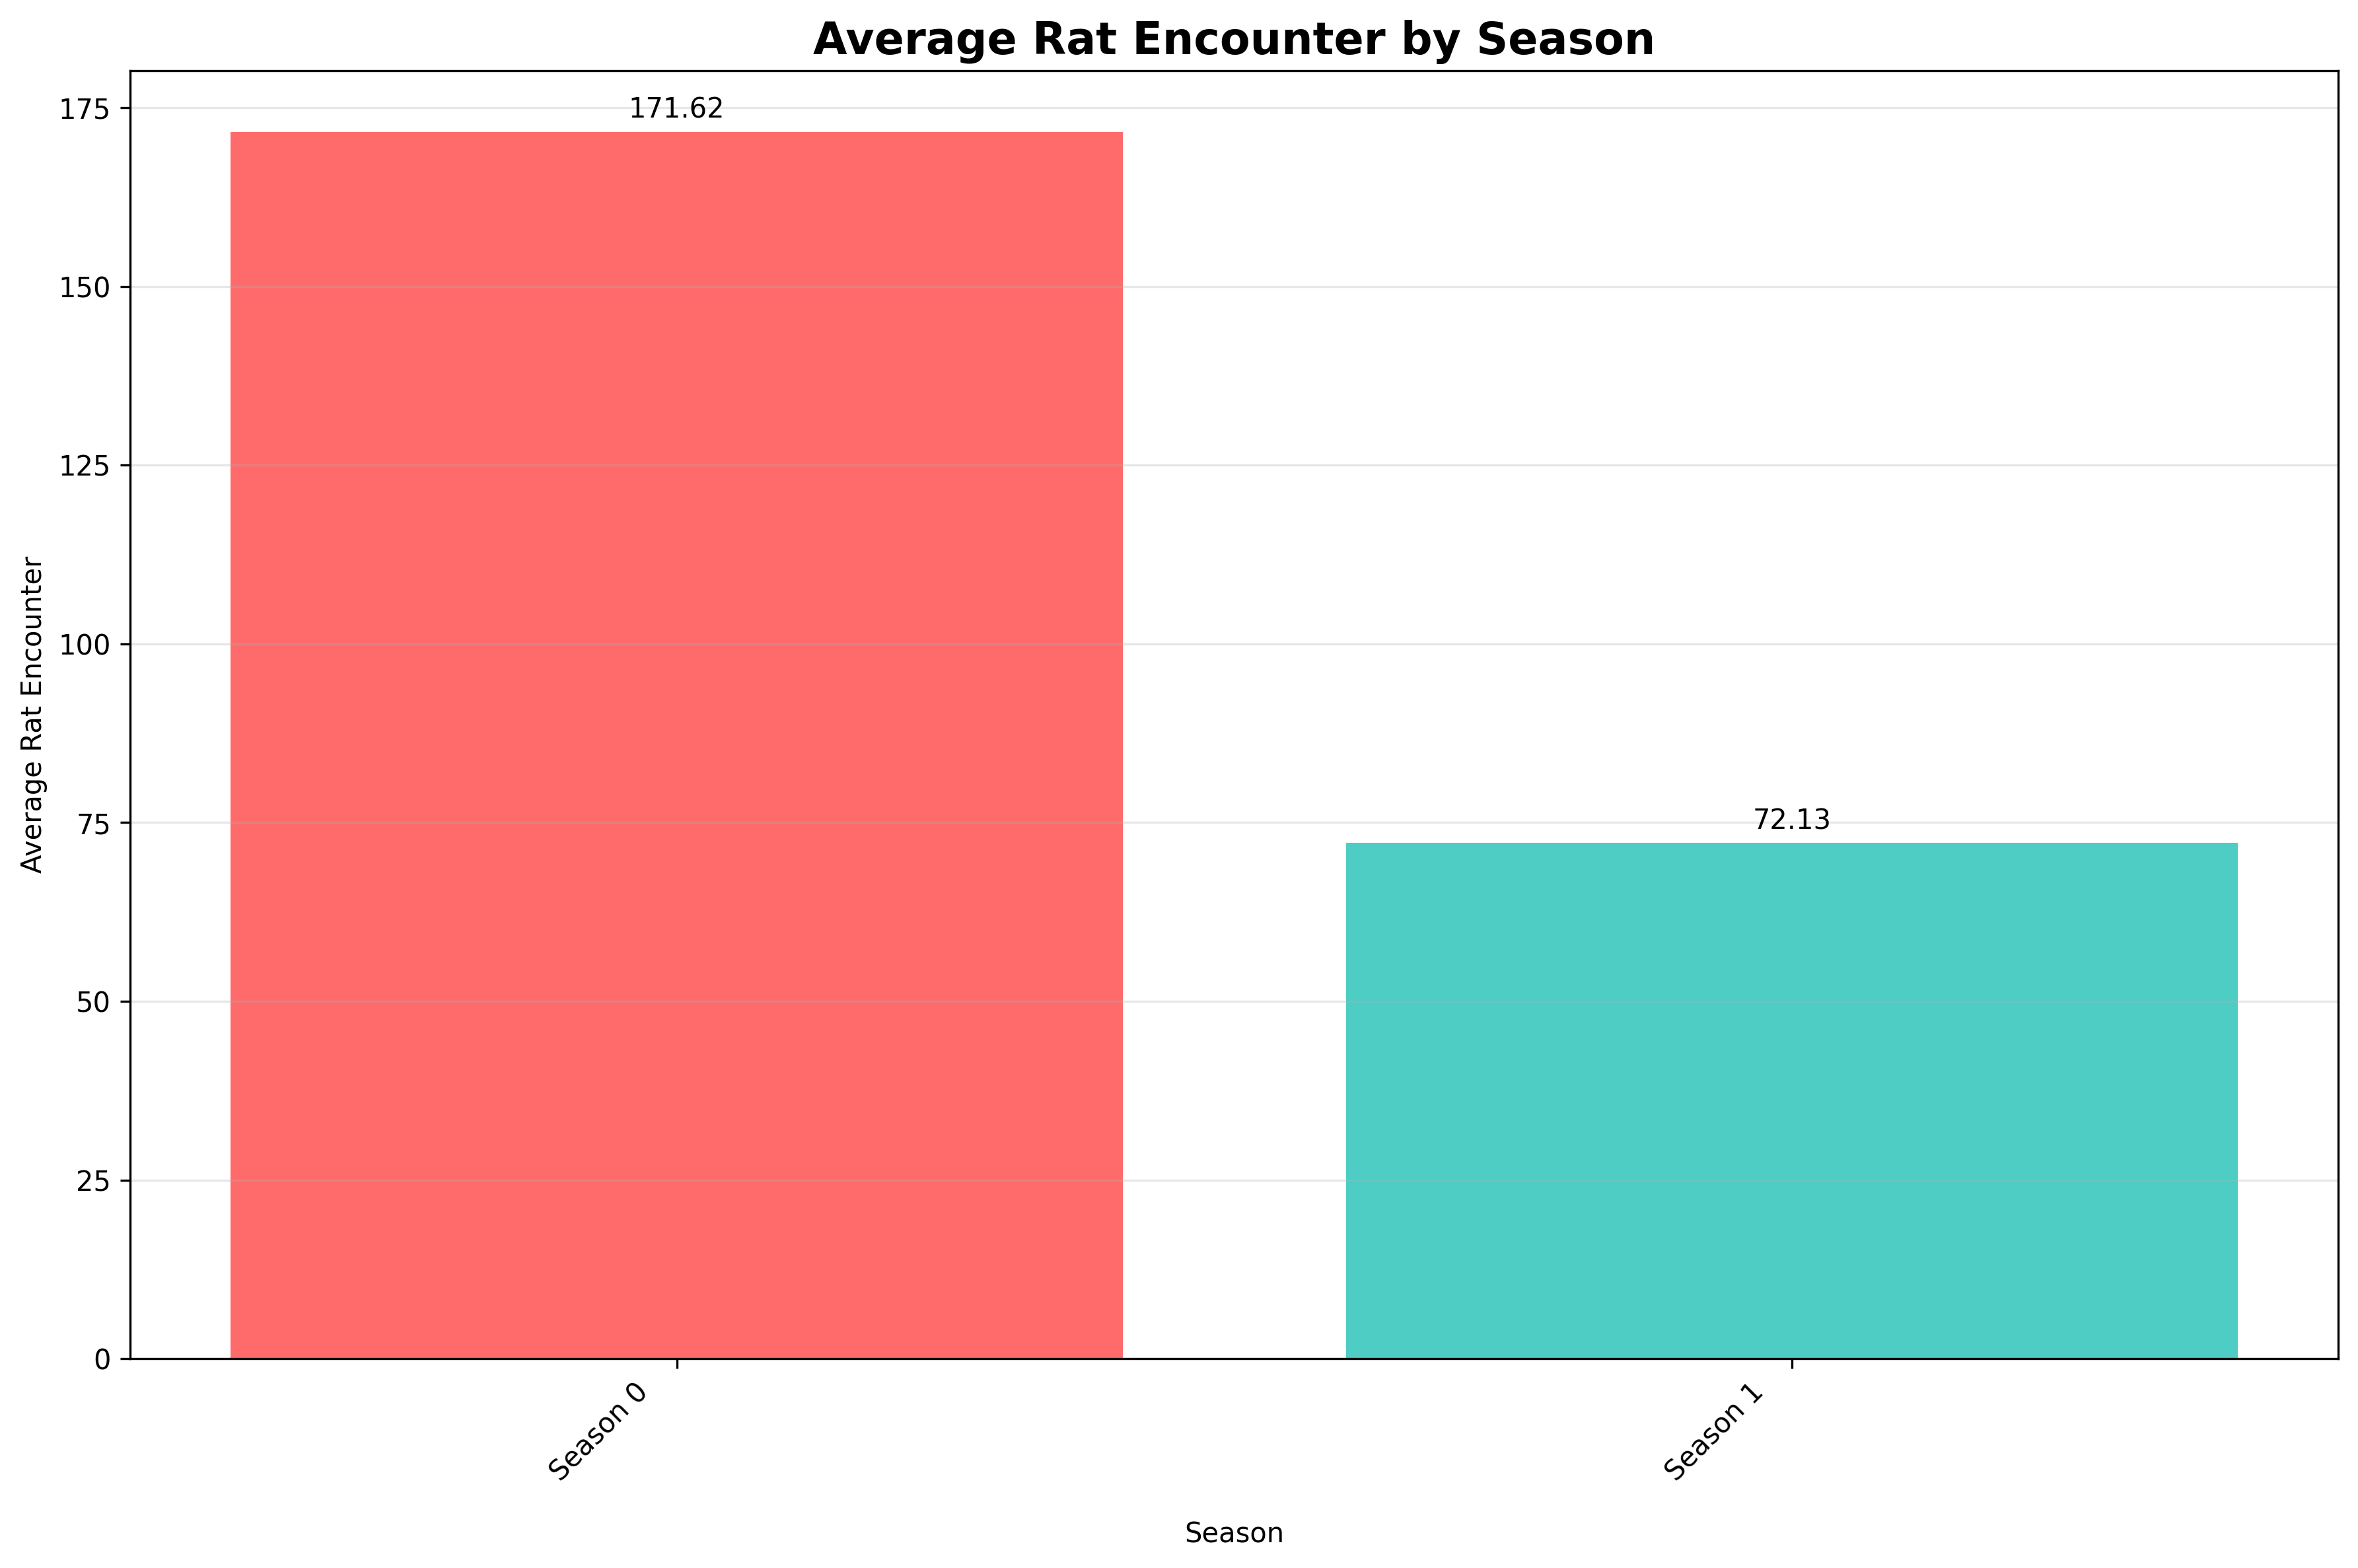 Average Rat Encounter by Season
Average Rat Encounter
175
150
125
100
75
50
25
0
171.62
72.13
Season 0
Season 1
Season